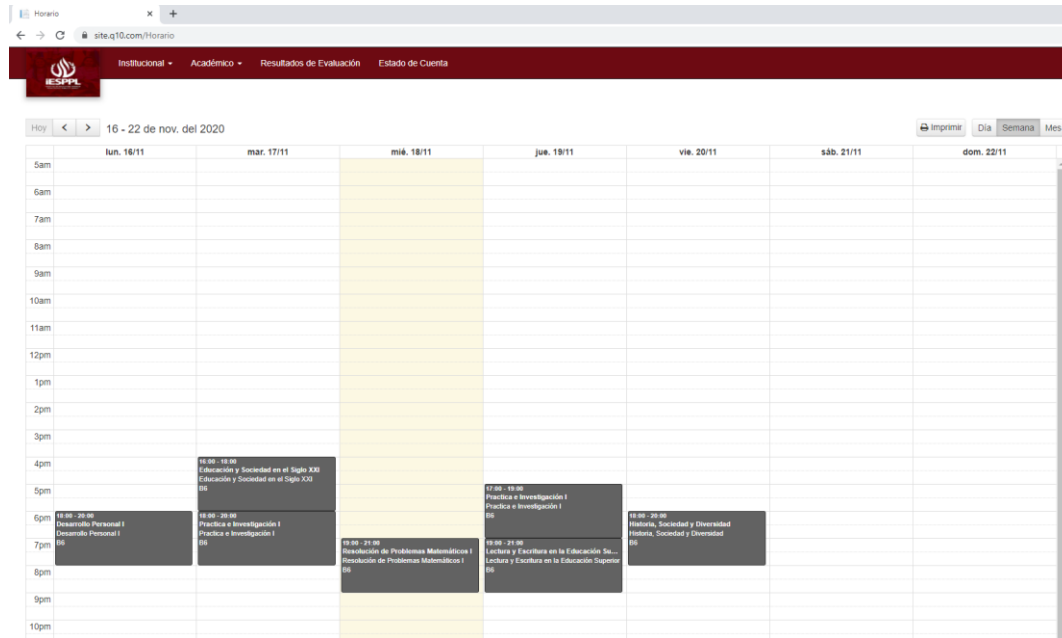 Horario
site.q10.com/Horario
IESPPL
Institucional Académico Resultados de Evaluación Estado de Cuenta
Hoy 16 - 22 de nov. del 2020 Imprimir Día Semana Mes
lun. 16/11 mar. 17/11 mié. 18/11 jue. 19/11 vie. 20/11 sáb. 21/11 dom. 22/11
5am
6am
7am
8am
9am
10am
11am
12pm
1pm
2pm
3pm
4pm
5pm
6pm
7pm
8pm
9pm
10pm
18:00 - 20:00
Desarrollo Personal I
Desarrollo Personal I
B6
16:00 - 18:00
Educación y Sociedad en el Siglo XXI
Educación y Sociedad en el Siglo XXI
B6
18:00 - 20:00
Practica e Investigación I
Practica e Investigación I
B6
19:00 - 21:00
Resolución de Problemas Matemáticos I
Resolución de Problemas Matemáticos I
B6
17:00 - 19:00
Practica e Investigación I
Practica e Investigación I
B6
19:00 - 21:00
Lectura y Escritura en la Educación Su...
Lectura y Escritura en la Educación Superior
B6
18:00 - 20:00
Historia, Sociedad y Diversidad
Historia, Sociedad y Diversidad
B6